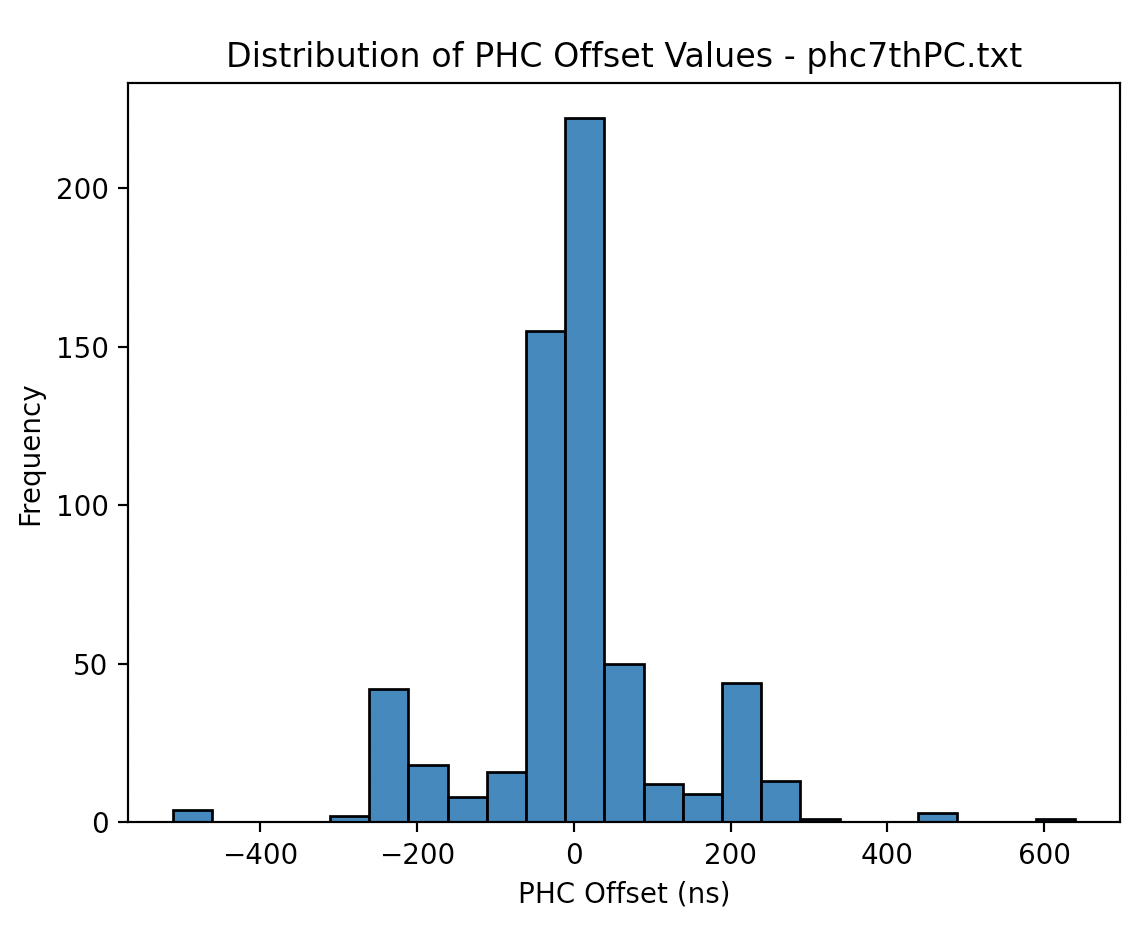 Distribution of PHC Offset Values - phc7thPC.txt
Frequency
200
150
100
50
0
−400 −200 0 200 400 600
PHC Offset (ns)